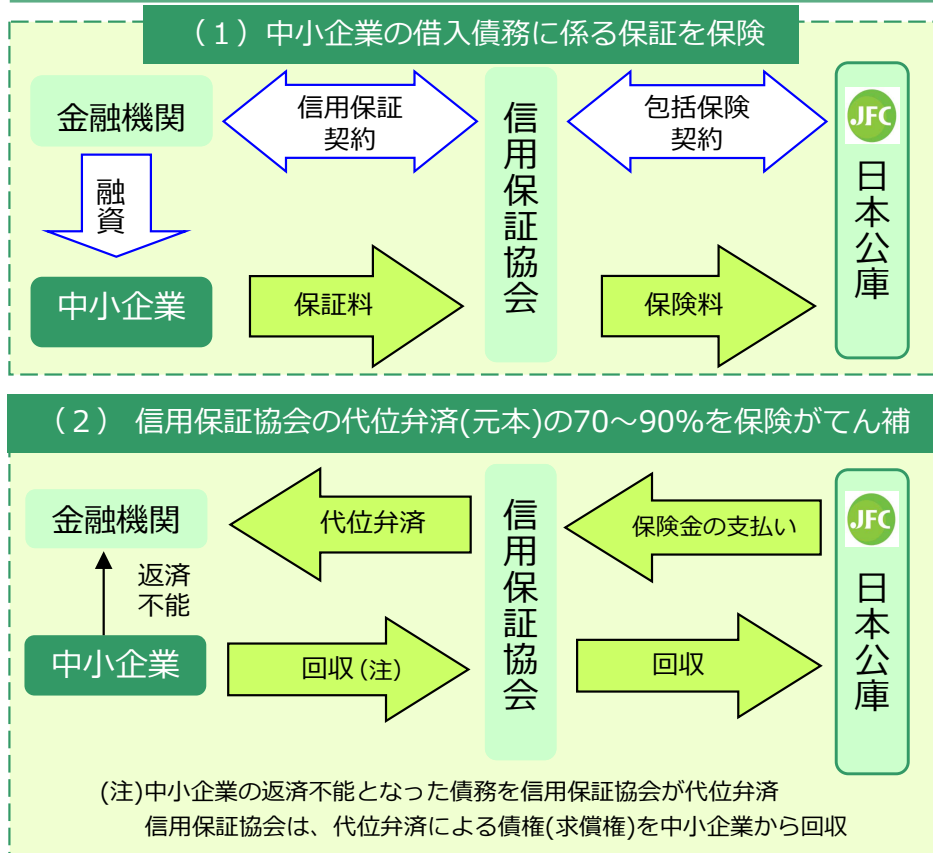 （１）中小企業の借入債務に係る保証を保険
金融機関
信用保証
契約
信用保証協会
包括保険
契約
JFC
日本公庫
融資
中小企業
保証料
保険料
（２） 信用保証協会の代位弁済(元本)の70～90%を保険がてん補
金融機関
代位弁済
信用保証協会
保険金の支払い
JFC
日本公庫
返済
不能
中小企業
回収(注)
回収
(注)中小企業の返済不能となった債務を信用保証協会が代位弁済
信用保証協会は、代位弁済による債権(求償権)を中小企業から回収